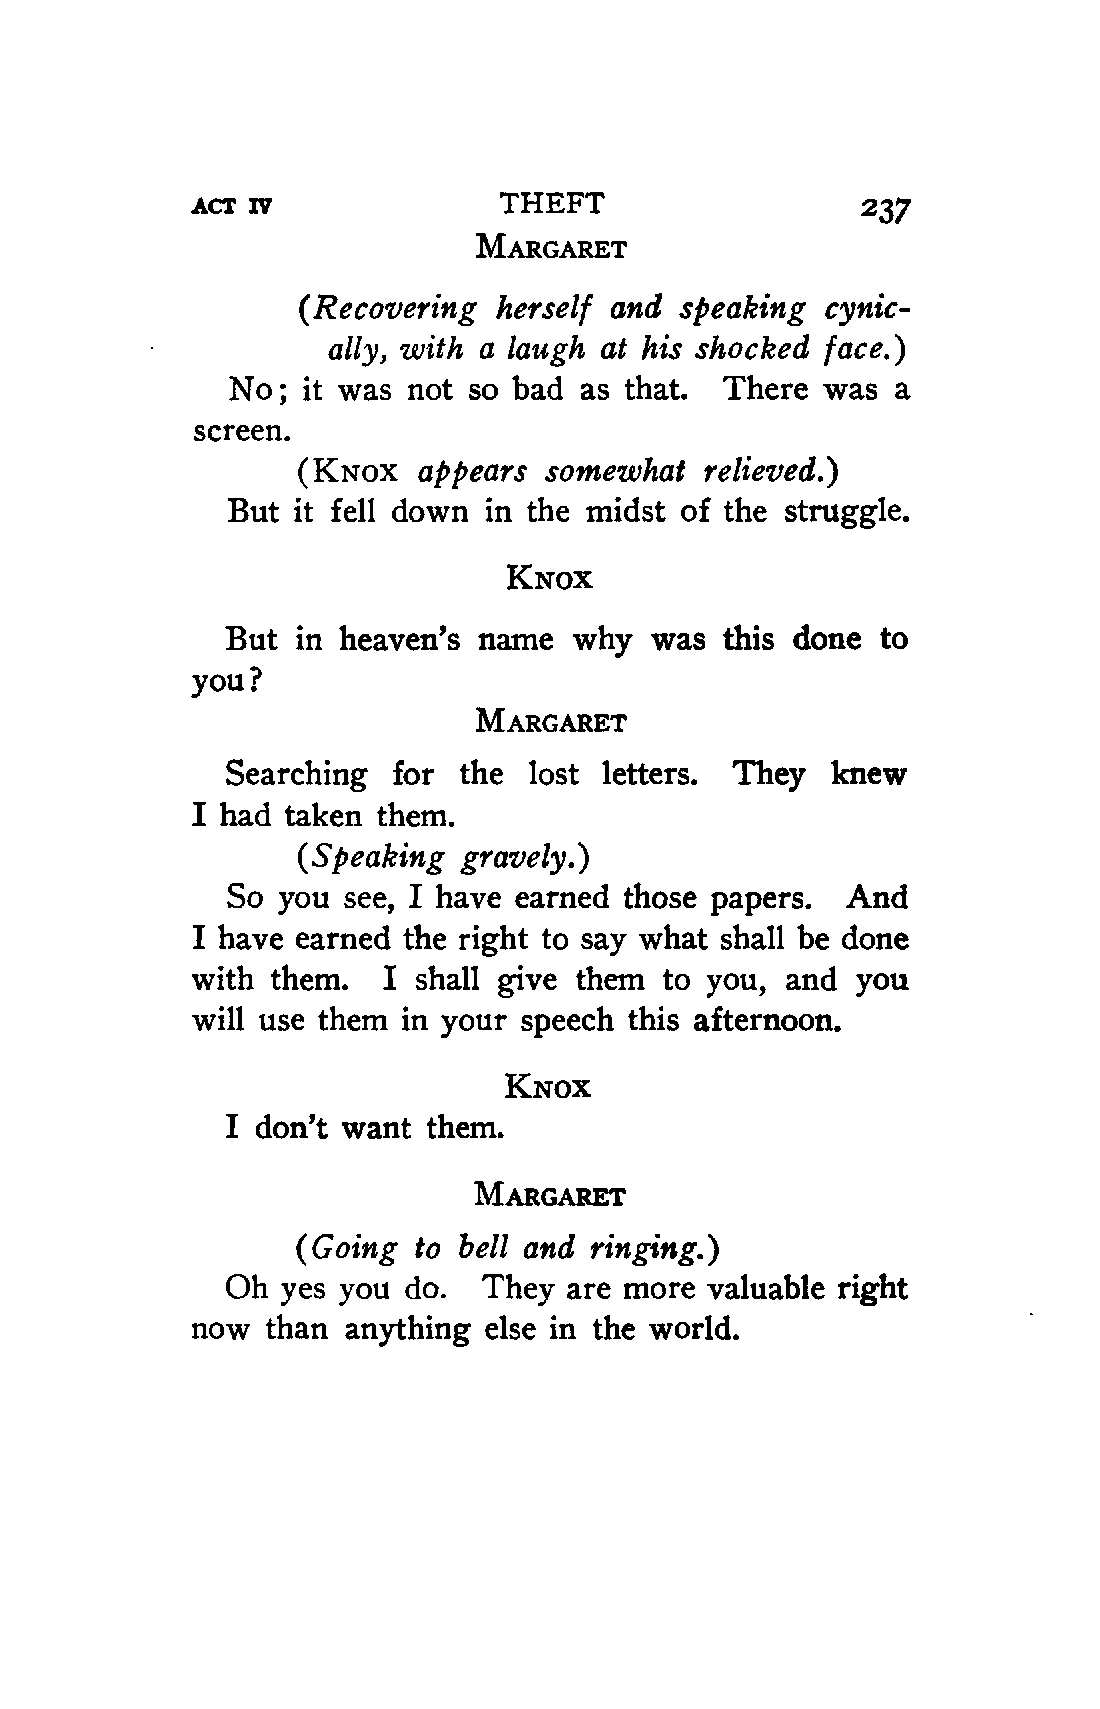 ACT IV THEFT 237
MARGARET
(Recovering herself and speaking cynic-
ally, with a laugh at his shocked face.)
No; it was not so bad as that. There was a
screen.
(KNOX appears somewhat relieved.)
But it fell down in the midst of the struggle.
KNOX
But in heaven's name why was this done to
you?
MARGARET
Searching for the lost letters. They knew
I had taken them.
(Speaking gravely.)
So you see, I have earned those papers. And
I have earned the right to say what shall be done
with them. I shall give them to you, and you
will use them in your speech this afternoon.
KNOX
I don't want them.
MARGARET
(Going to bell and ringing.)
Oh yes you do. They are more valuable right
now than anything else in the world.